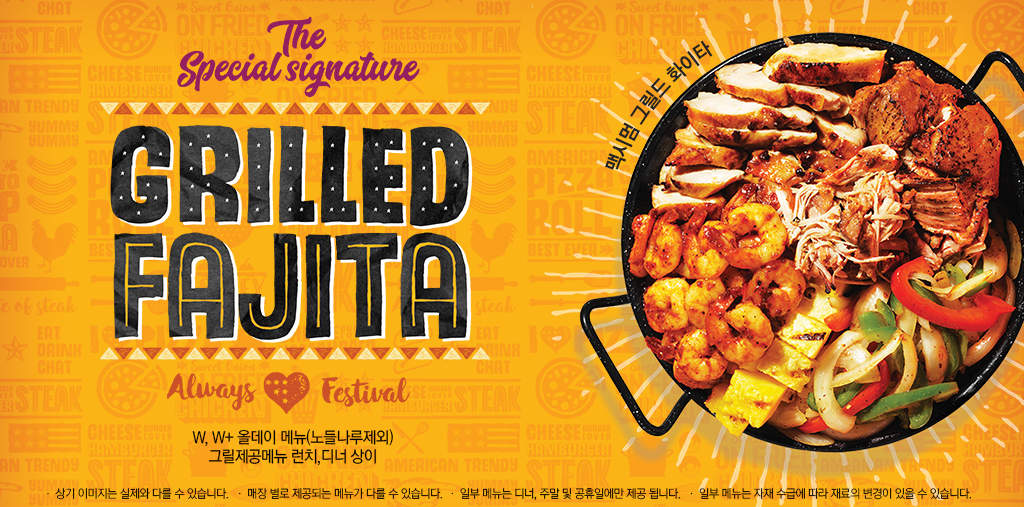 The
Special signature
GRILLED
FAJITA
Always Festival
W, W+ 올데이 메뉴(노들나루제외)
그릴제공메뉴 런치,디너 상이
맥시멈 그릴드 화이타
· 상기 이미지는 실제와 다를 수 있습니다. · 매장 별로 제공되는 메뉴가 다를 수 있습니다. · 일부 메뉴는 디너, 주말 및 공휴일에만 제공 됩니다. · 일부 메뉴는 자재 수급에 따라 재료의 변경이 있을 수 있습니다.